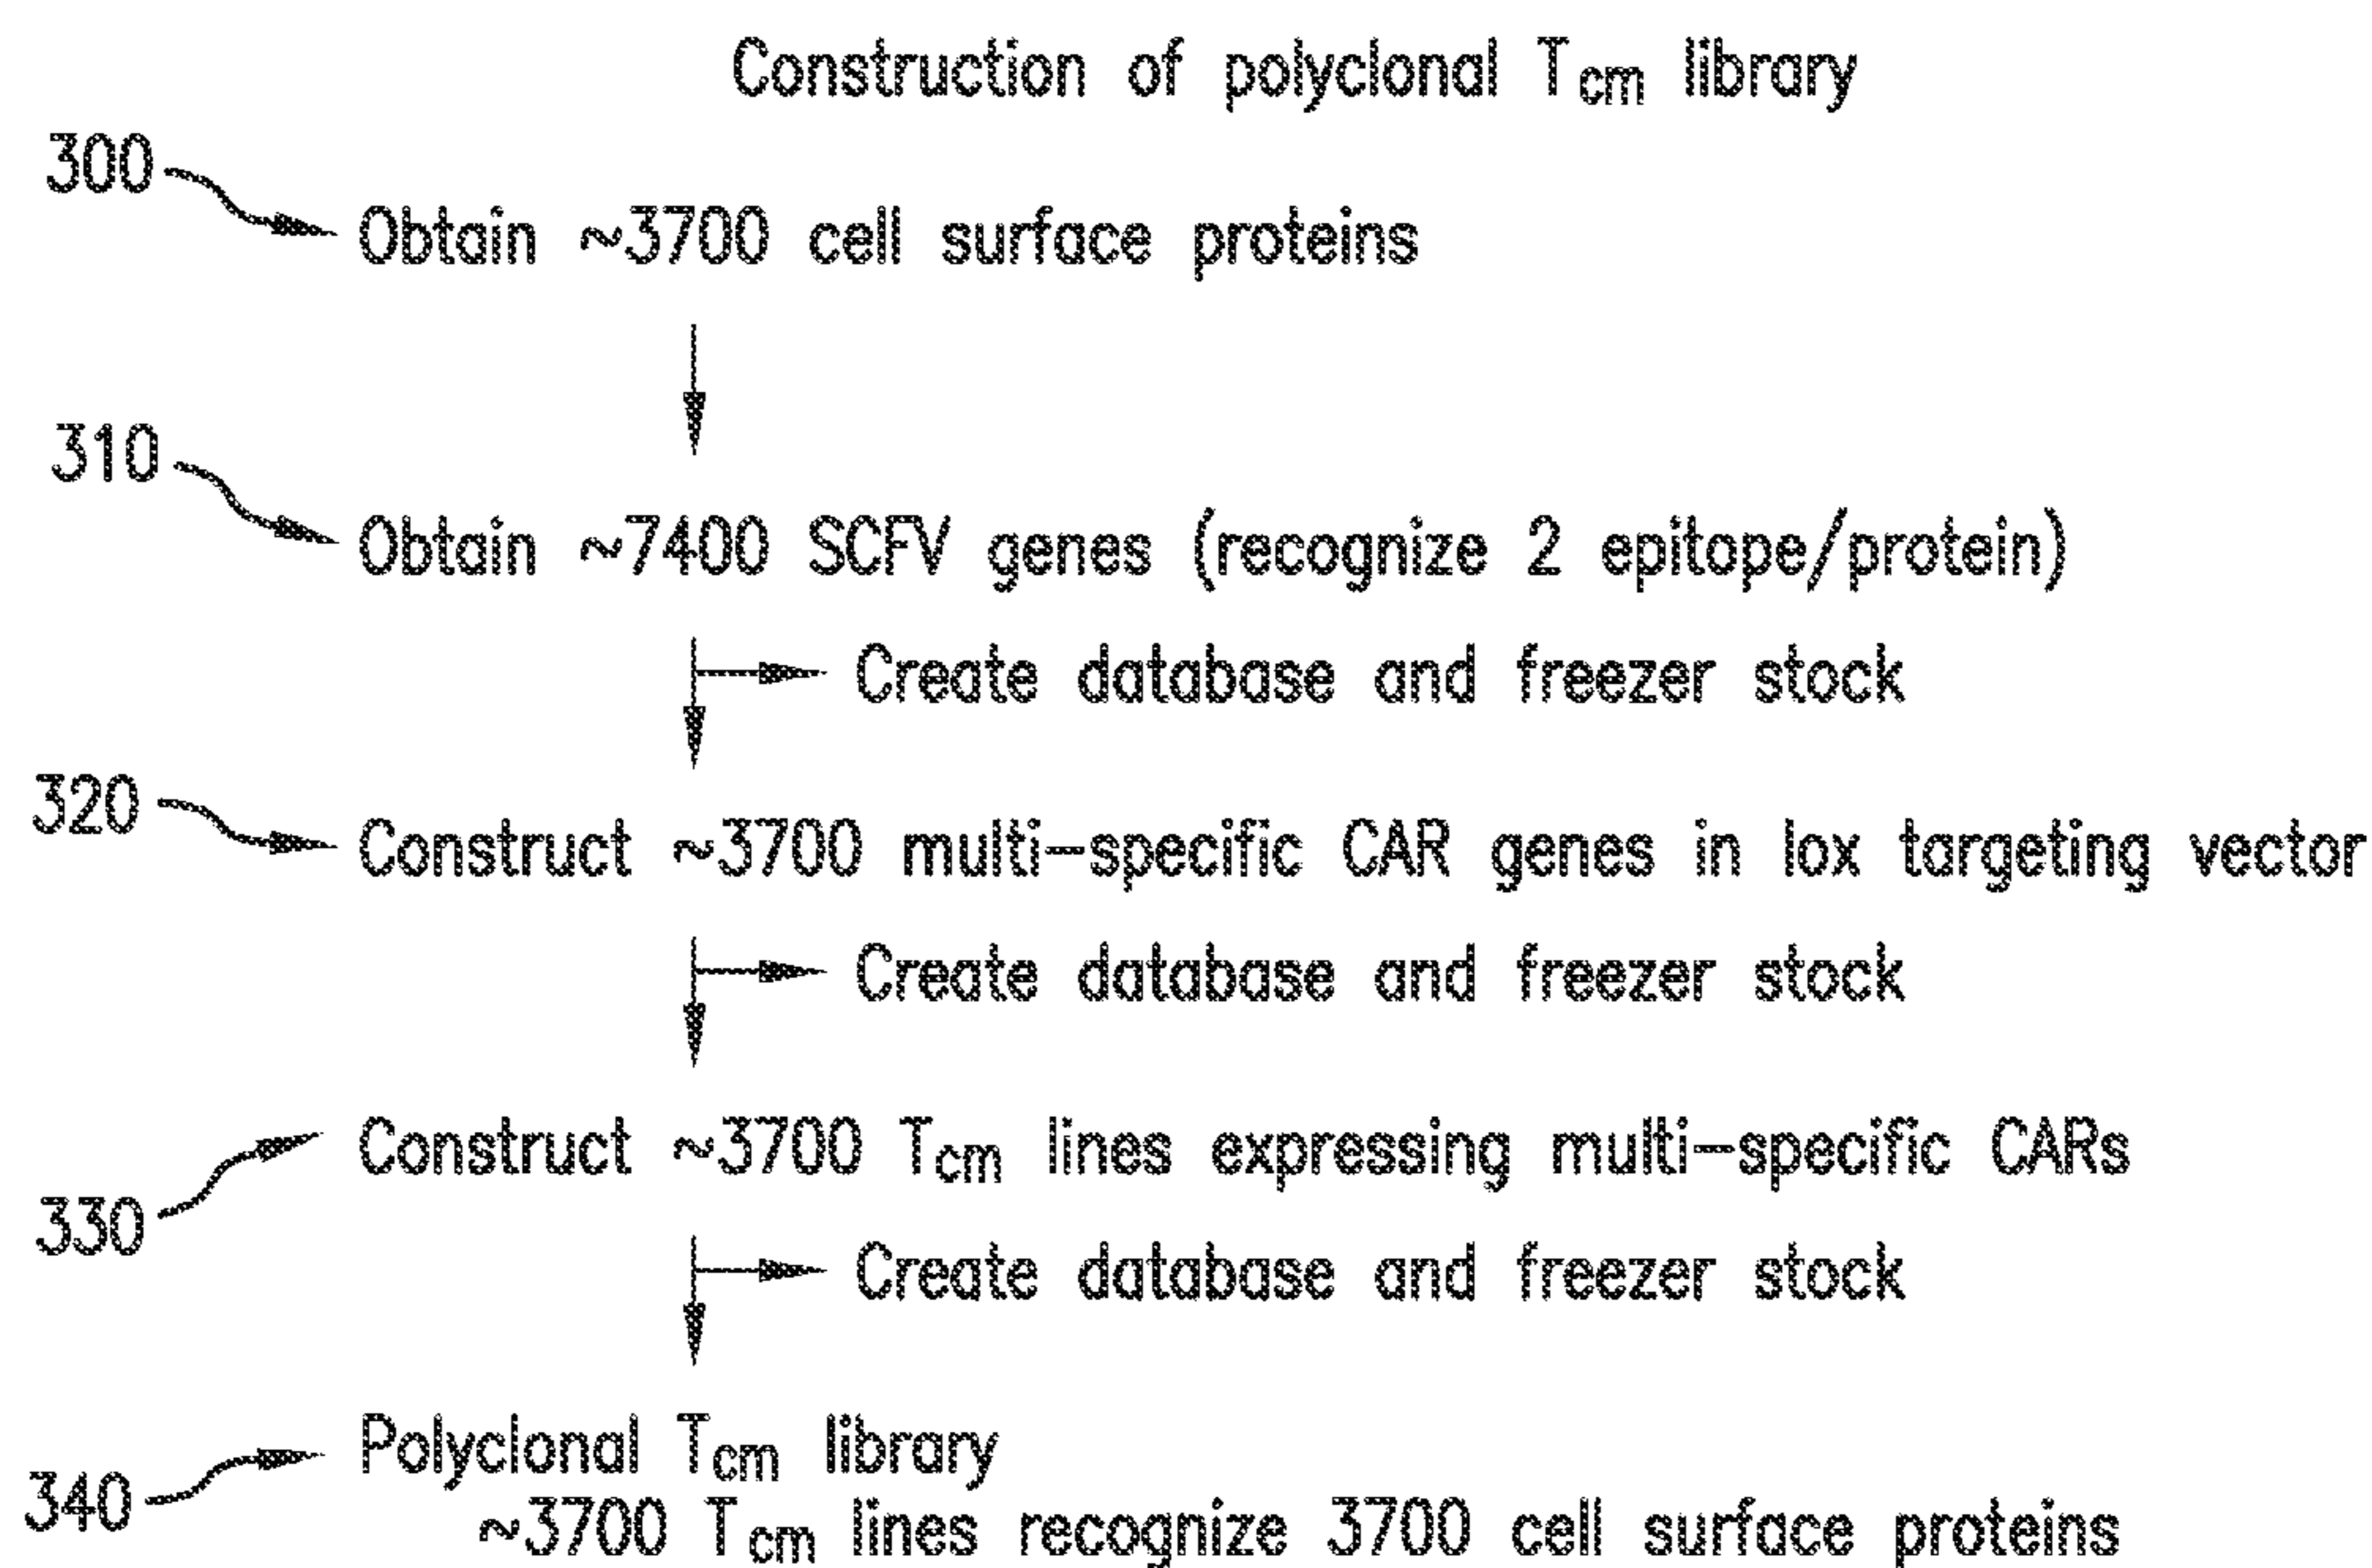 Construction of polyclonal Tcm library
300
Obtain ~3700 cell surface proteins
310
Obtain ~7400 SCFV genes (recognize 2 epitope/protein)
Create database and freezer stock
320
Construct ~3700 multi-specific CAR genes in lox targeting vector
Create database and freezer stock
Construct ~3700 Tcm lines expressing multi-specific CARs
330
Create database and freezer stock
Polyclonal Tcm library
340
~3700 Tcm lines recognize 3700 cell surface proteins